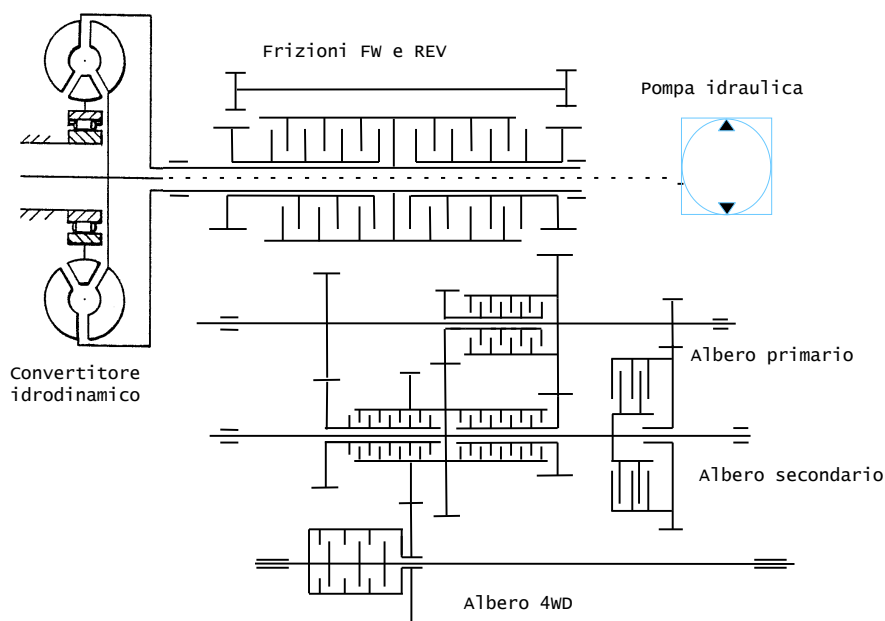 Frizioni FW e REV
Pompa idraulica
Convertitore
idrodinamico
Albero primario
Albero secondario
Albero 4WD